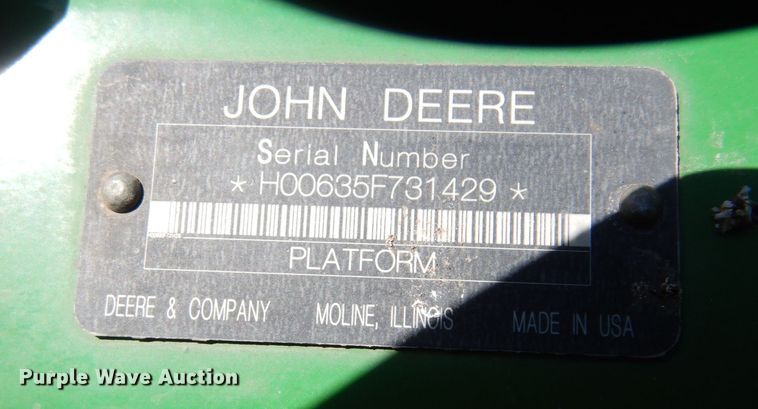 JOHN DEERE
Serial Number
* H00635F731429 *
PLATFORM
DEERE & COMPANY MOLINE, ILLINOIS MADE IN USA
Purple Wave Auction